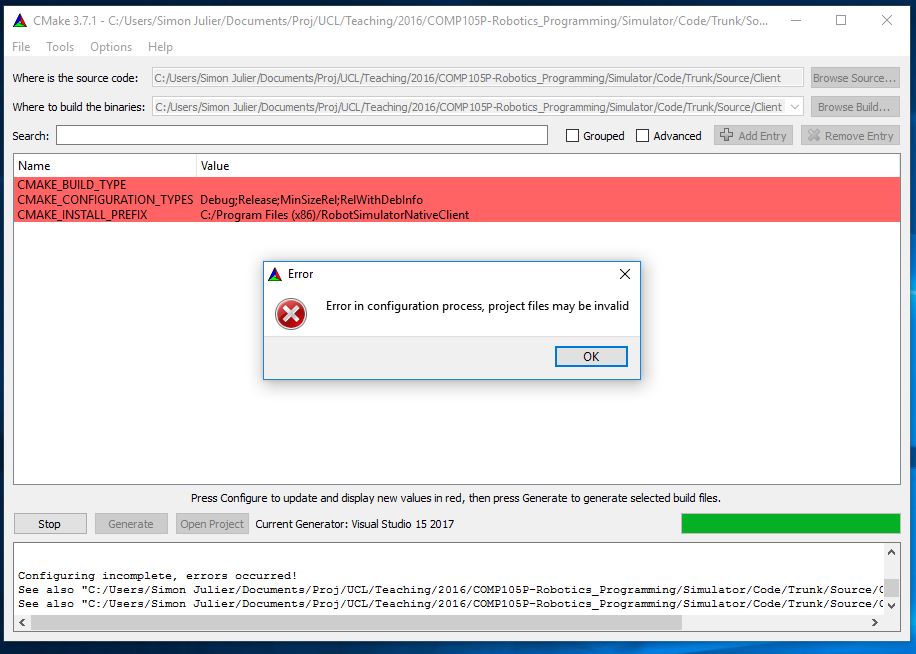 CMake 3.7.1 - C:/Users/Simon Julier/Documents/Proj/UCL/Teaching/2016/COMP105P-Robotics_Programming/Simulator/Code/Trunk/So...
File Tools Options Help
Where is the source code: C:/Users/Simon Julier/Documents/Proj/UCL/Teaching/2016/COMP105P-Robotics_Programming/Simulator/Code/Trunk/Source/Client Browse Source...
Where to build the binaries: C:/Users/Simon Julier/Documents/Proj/UCL/Teaching/2016/COMP105P-Robotics_Programming/Simulator/Code/Trunk/Source/Client Browse Build...
Search: Grouped Advanced Add Entry Remove Entry
Name Value
CMAKE_BUILD_TYPE
CMAKE_CONFIGURATION_TYPES Debug;Release;MinSizeRel;RelWithDebInfo
CMAKE_INSTALL_PREFIX C:/Program Files (x86)/RobotSimulatorNativeClient
Error
Error in configuration process, project files may be invalid
OK
Press Configure to update and display new values in red, then press Generate to generate selected build files.
Stop Generate Open Project Current Generator: Visual Studio 15 2017
Configuring incomplete, errors occurred!
See also "C:/Users/Simon Julier/Documents/Proj/UCL/Teaching/2016/COMP105P-Robotics_Programming/Simulator/Code/Trunk/Source/
See also "C:/Users/Simon Julier/Documents/Proj/UCL/Teaching/2016/COMP105P-Robotics_Programming/Simulator/Code/Trunk/Source/